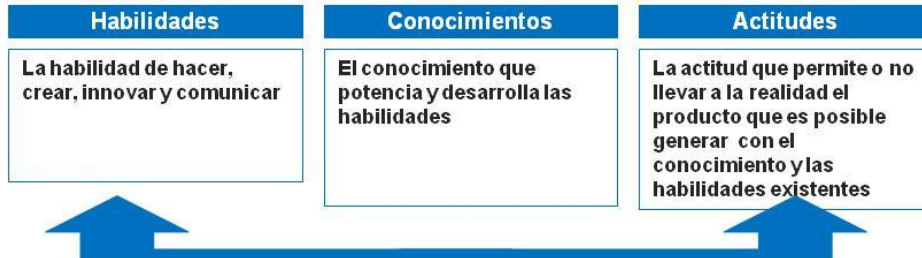 Habilidades
La habilidad de hacer,
crear, innovar y comunicar
Conocimientos
El conocimiento que
potencia y desarrolla las
habilidades
Actitudes
La actitud que permite o no
llevar a la realidad el
producto que es posible
generar con el
conocimiento y las
habilidades existentes